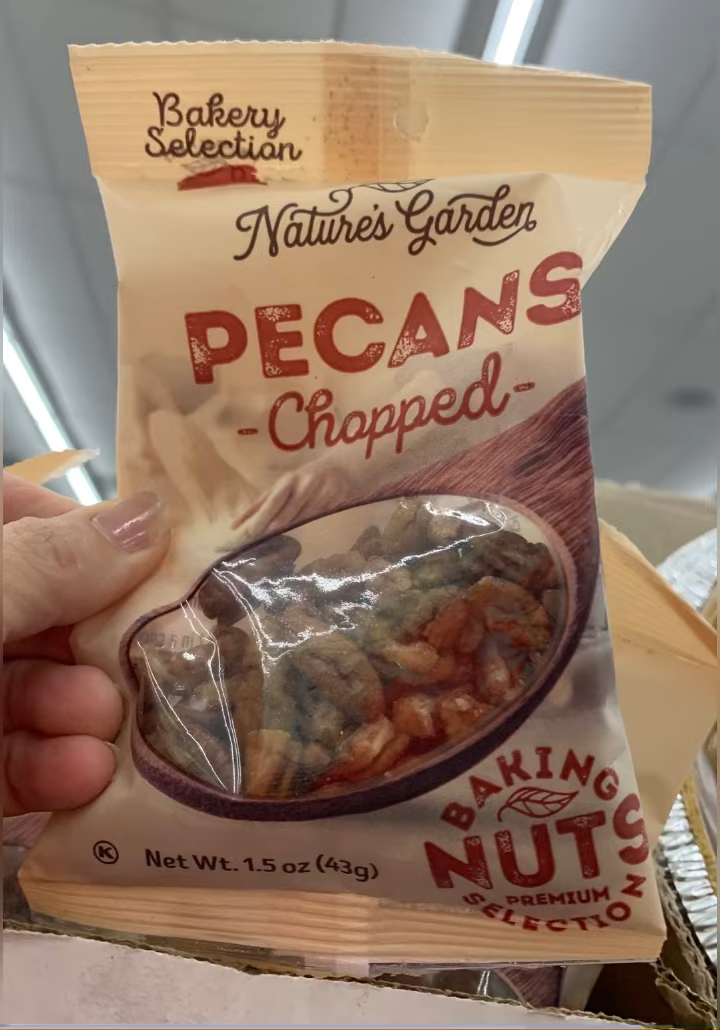 Bakery
Selection
Nature's Garden
PECANS
-Chopped-
BAKING
NUTS
PREMIUM
SELECTION
K
Net Wt. 1.5 oz (43g)